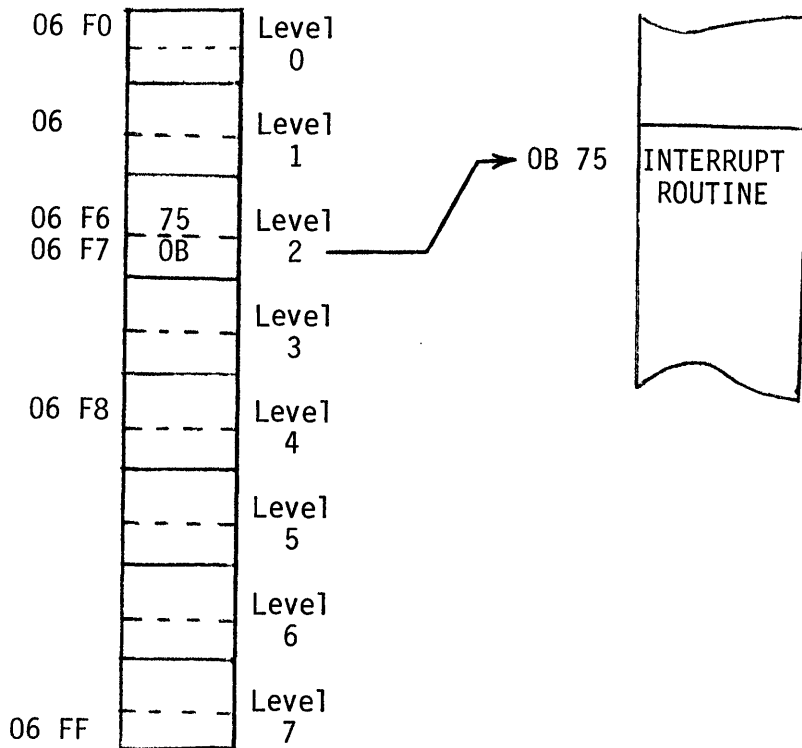 06 F0 Level
0
06 Level
1
0B 75 INTERRUPT
ROUTINE
06 F6 75 Level
06 F7 0B 2
Level
3
06 F8 Level
4
Level
5
Level
6
Level
7
06 FF